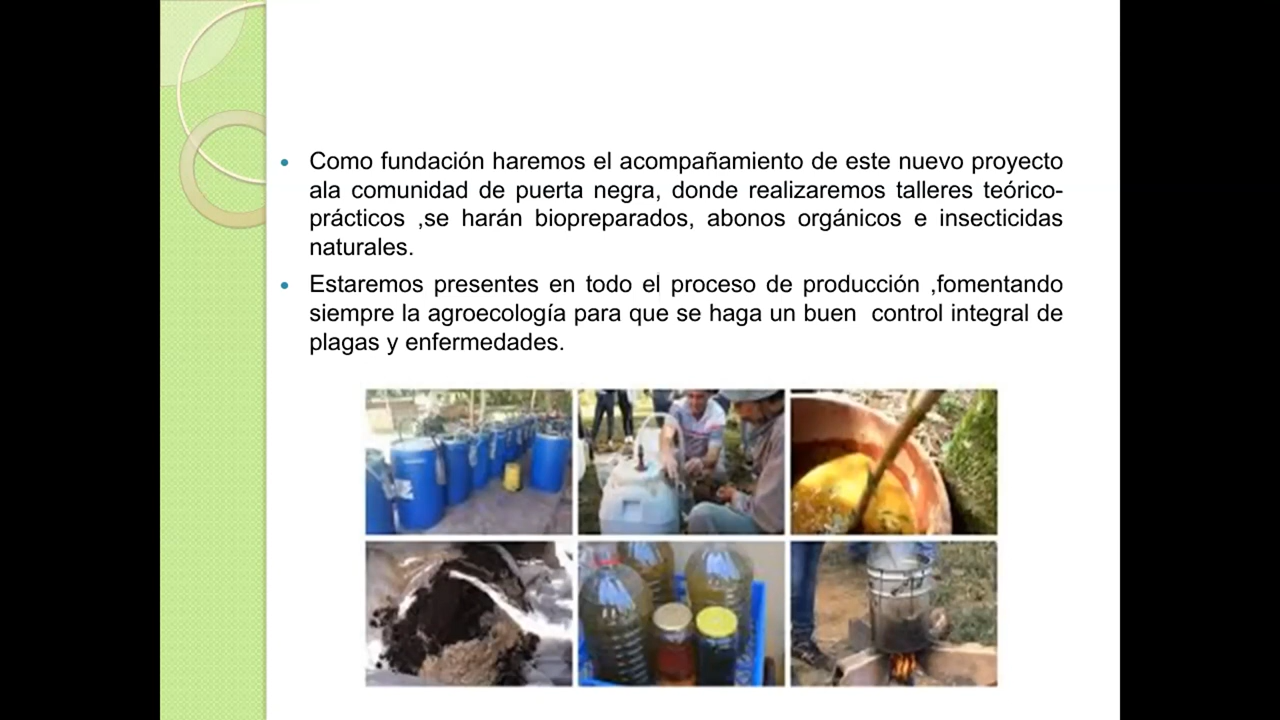 • Como fundación haremos el acompañamiento de este nuevo proyecto
ala comunidad de puerta negra, donde realizaremos talleres teórico-
prácticos ,se harán biopreparados, abonos orgánicos e insecticidas
naturales.
• Estaremos presentes en todo el proceso de producción ,fomentando
siempre la agroecología para que se haga un buen  control integral de
plagas y enfermedades.